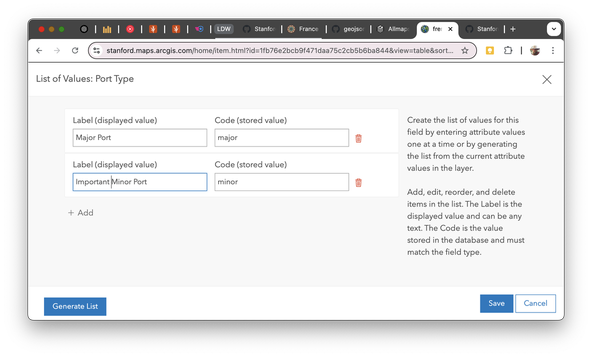 LDW
Stanfo
France
geojso
Allmap
fre
Stanfo
stanford.maps.arcgis.com/home/item.html?id=1fb76e2bcb9f471daa75c2cb5b6ba844&view=table&sort...
List of Values: Port Type
Label (displayed value)
Code (stored value)
Major Port
major
Label (displayed value)
Code (stored value)
Important Minor Port
minor
+ Add
Create the list of values for this
field by entering attribute values
one at a time or by generating
the list from the current attribute
values in the layer.
Add, edit, reorder, and delete
items in the list. The Label is the
displayed value and can be any
text. The Code is the value
stored in the database and must
match the field type.
Generate List
Save
Cancel